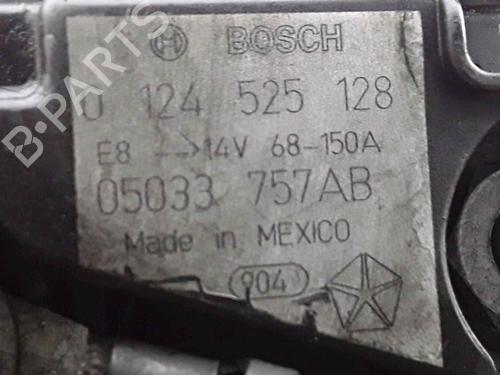 BOSCH
0 124 525 128
E8 -->14V 68-150A
05033 757AB
Made in MEXICO
904
B-PARTS